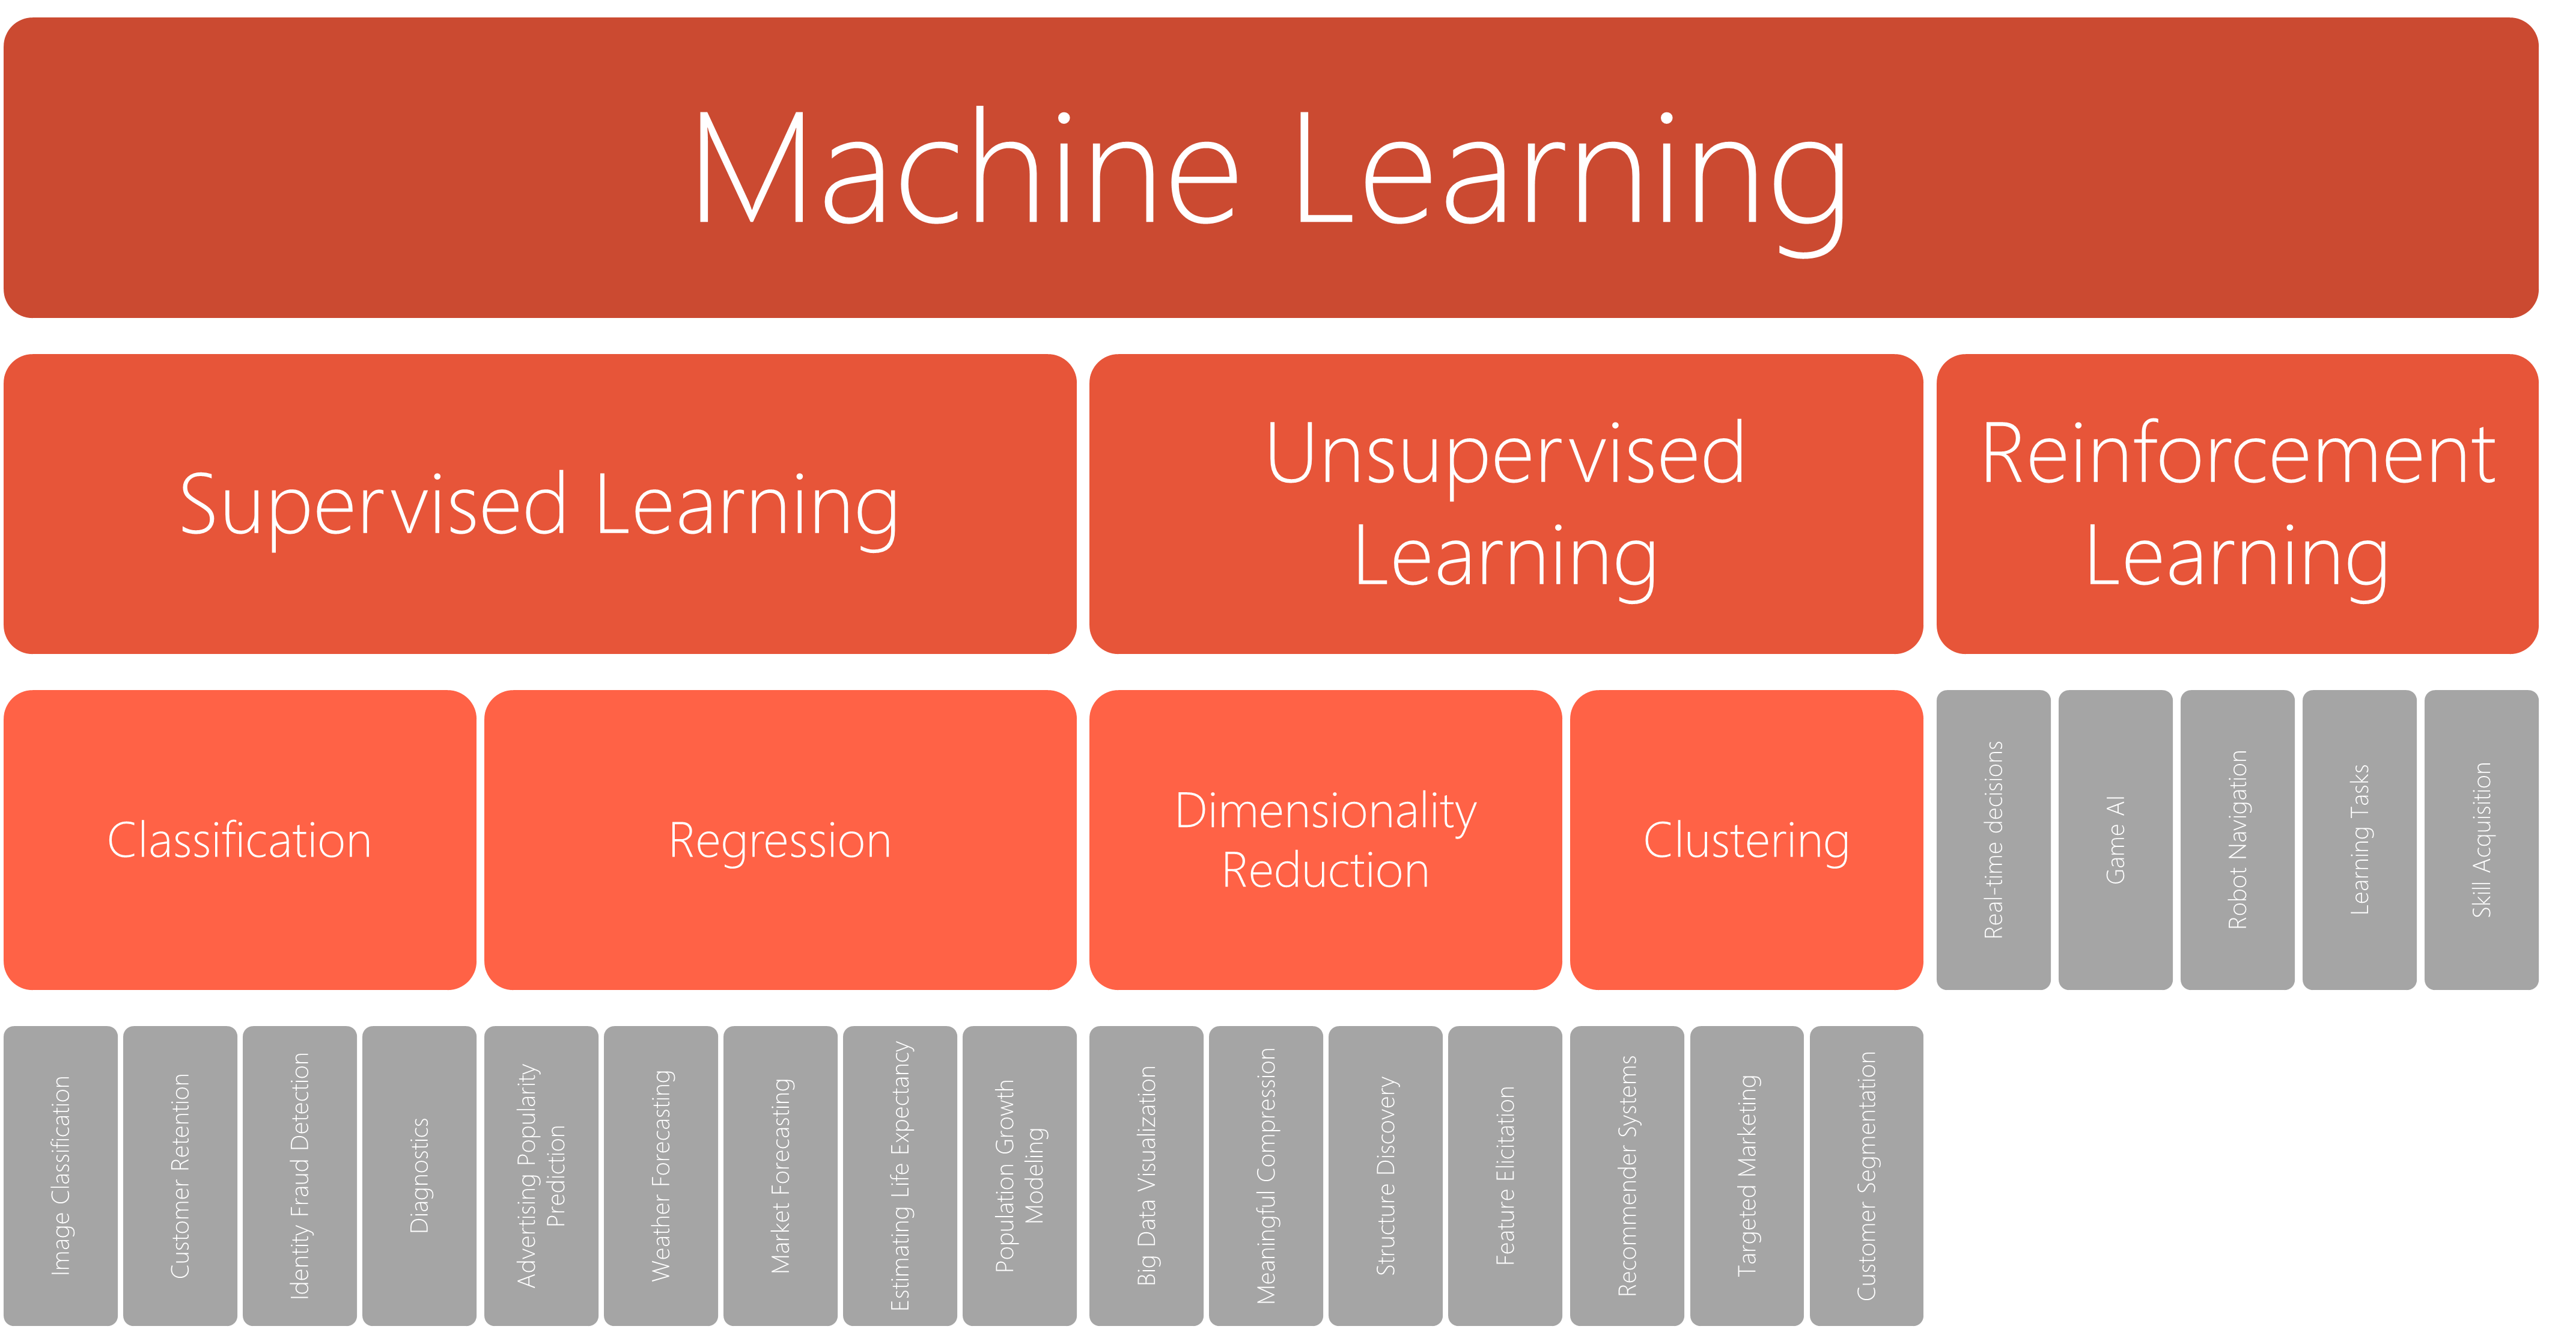 Machine Learning
Supervised Learning
Unsupervised
Learning
Reinforcement
Learning
Classification
Regression
Dimensionality
Reduction
Clustering
Real-time decisions
Game AI
Robot Navigation
Learning Tasks
Skill Acquisition
Image Classification
Customer Retention
Identity Fraud Detection
Diagnostics
Advertising Popularity
Prediction
Weather Forecasting
Market Forecasting
Estimating Life Expectancy
Population Growth
Modeling
Big Data Visualization
Meaningful Compression
Structure Discovery
Feature Elicitation
Recommender Systems
Targeted Marketing
Customer Segmentation